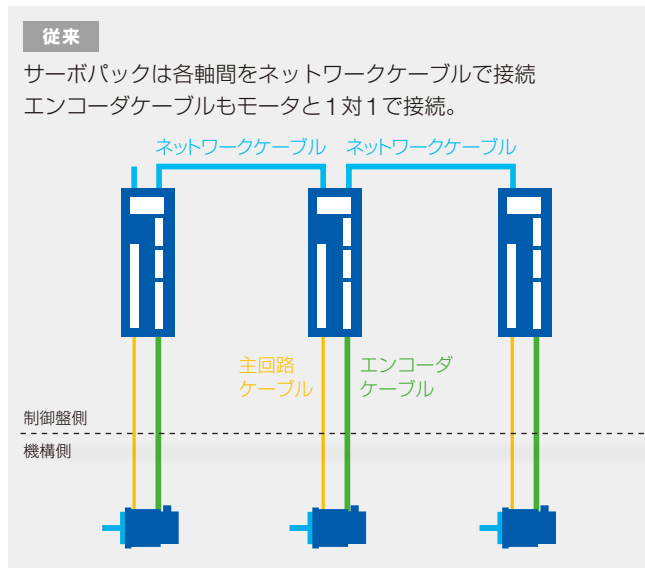 従来
サーボパックは各軸間をネットワークケーブルで接続
エンコーダケーブルもモータと1対1で接続。
ネットワークケーブル ネットワークケーブル
主回路
ケーブル
エンコーダ
ケーブル
制御盤側
機構側